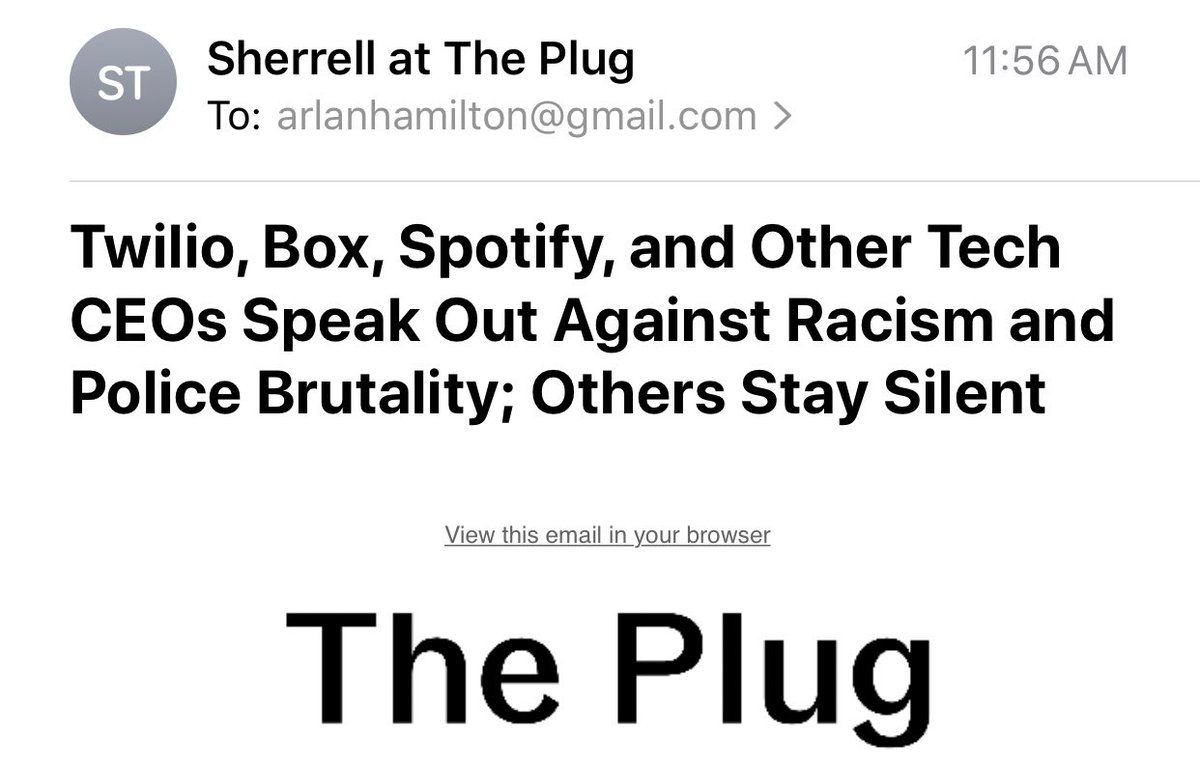 ST
Sherrell at The Plug
11:56 AM
To: arlanhamilton@gmail.com >
Twilio, Box, Spotify, and Other Tech
CEOs Speak Out Against Racism and
Police Brutality; Others Stay Silent
View this email in your browser
The Plug